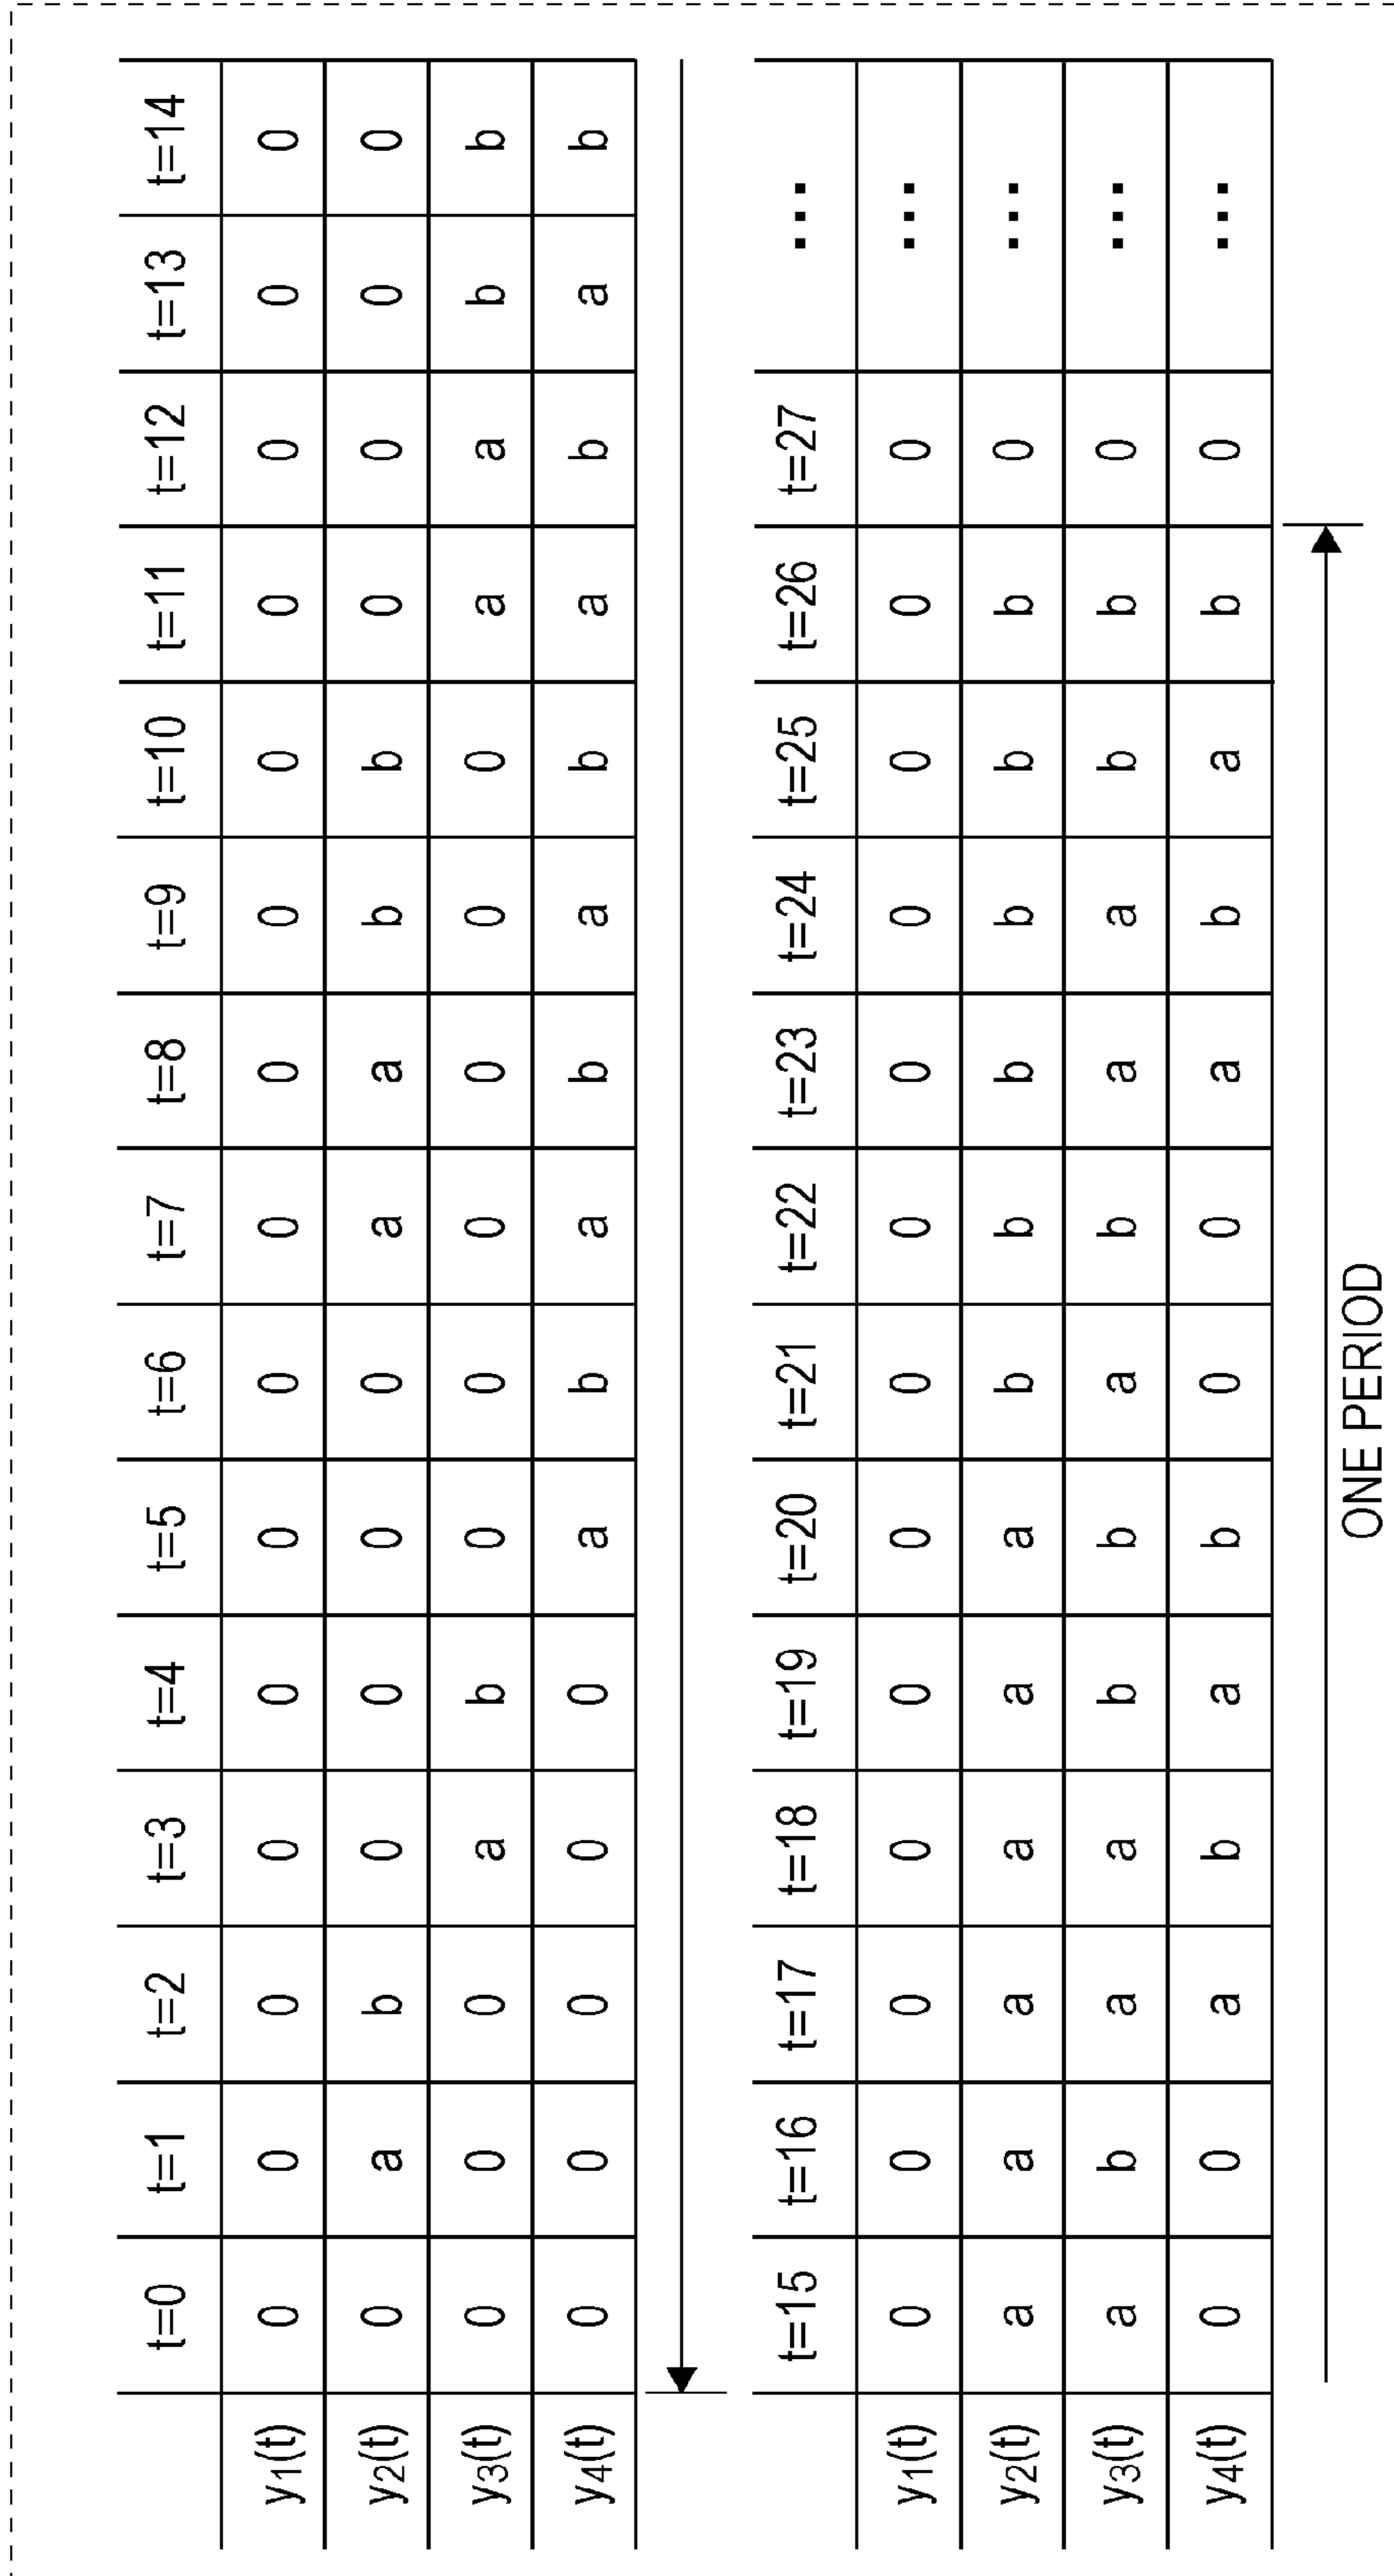 t=0 t=1 t=2 t=3 t=4 t=5 t=6 t=7 t=8 t=9 t=10 t=11 t=12 t=13 t=14
y1(t) 0 0 0 0 0 0 0 0 0 0 0 0 0 0 0
y2(t) 0 a b 0 0 0 0 a a b b 0 0 0 0
y3(t) 0 0 0 a b 0 0 0 0 0 0 a a b b
y4(t) 0 0 0 0 0 a b a b a b a b a b
t=15 t=16 t=17 t=18 t=19 t=20 t=21 t=22 t=23 t=24 t=25 t=26 t=27 ...
y1(t) 0 0 0 0 0 0 0 0 0 0 0 0 0 ...
y2(t) a a a a a a b b b b b b 0 ...
y3(t) a b a a b b a b a a b b 0 ...
y4(t) 0 0 a b a b 0 0 a b a b 0 ...
ONE PERIOD